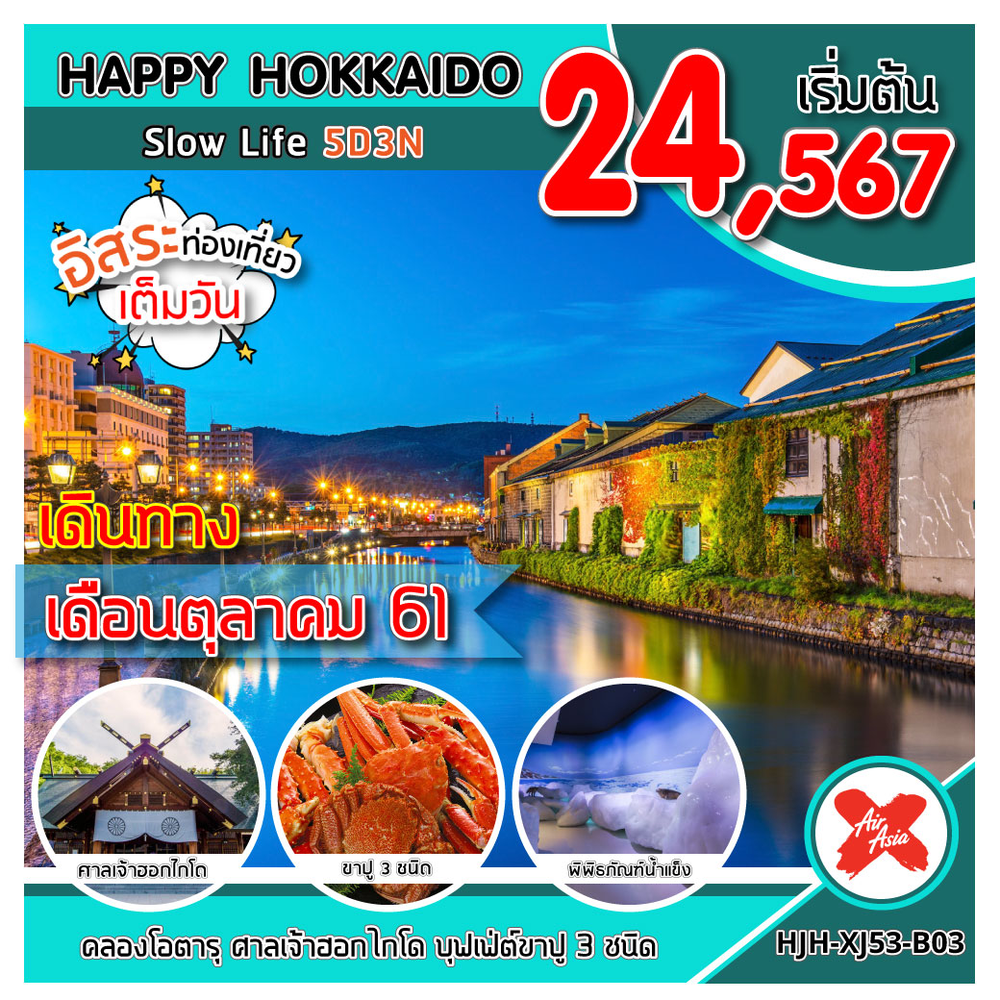 HAPPY HOKKAIDO
Slow Life 5D3N
เริ่มต้น
24,567
อิสระท่องเที่ยว
เต็มวัน
เดินทาง
เดือนตุลาคม 61
ศาลเจ้าฮอกไกโด
ขาปู 3 ชนิด
พิพิธภัณฑ์น้ำแข็ง
Air
Asia
X
คลองโอตารุ ศาลเจ้าฮอกไกโด บุฟเฟ่ต์ขาปู 3 ชนิด
HJH-XJ53-B03